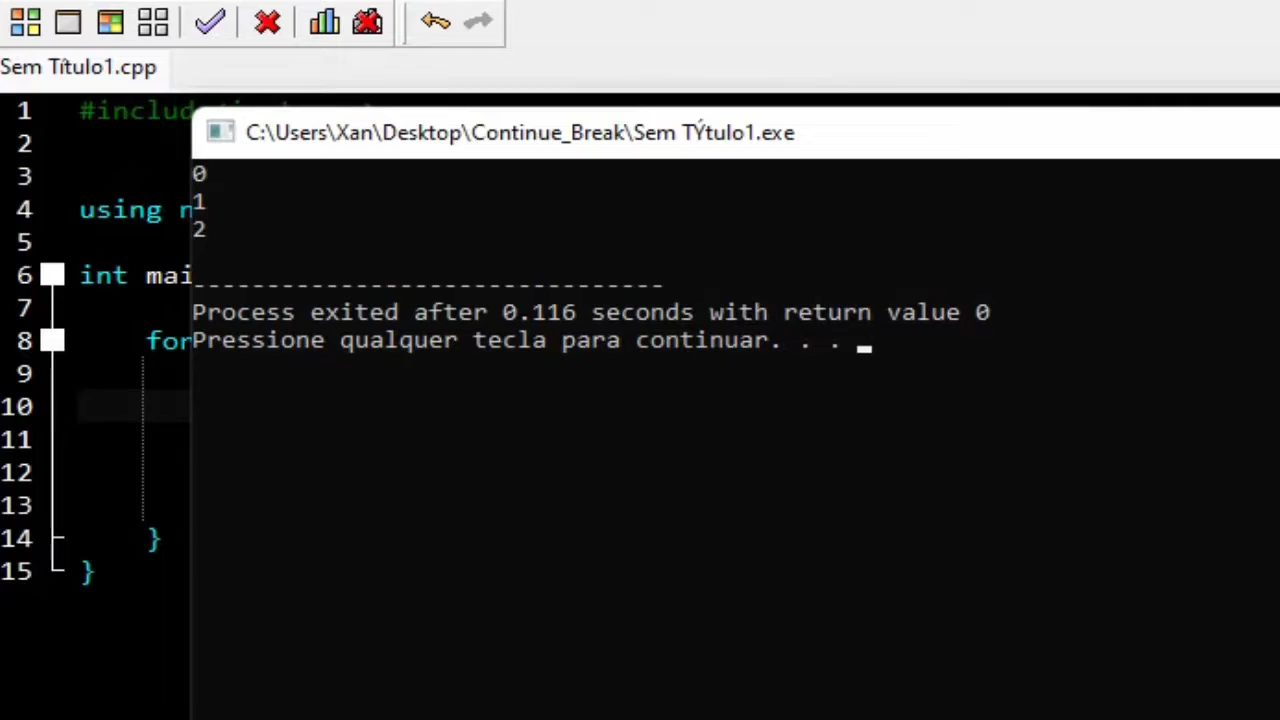 Sem Título1.cpp
1 #includ
2
3
4 using n
5
6 int mai
7
8 for
9
10
11
12
13
14 }
15 }
C:\Users\Xan\Desktop\Continue_Break\Sem TÝtulo1.exe
0
1
2
--------------------------------
Process exited after 0.116 seconds with return value 0
Pressione qualquer tecla para continuar. . .